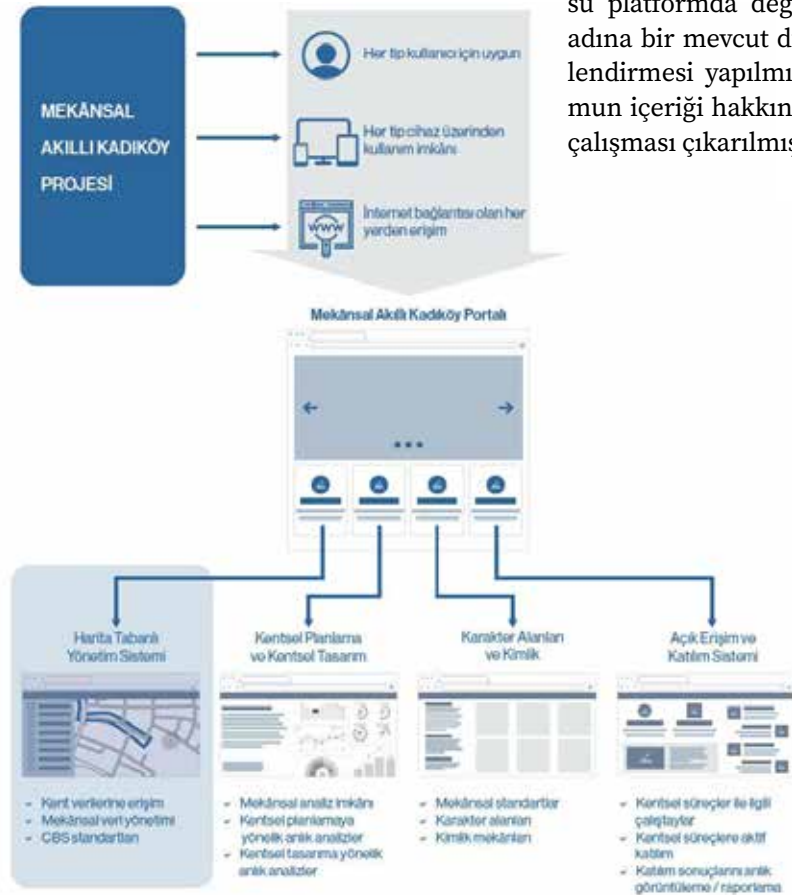 su platformda değ
adına bir mevcut d
lendirmesi yapılmı
mun içeriği hakkın
çalışması çıkarılmış
MEKÂNSAL
AKILLI KADIKÖY
PROJESİ
Her tip kullanıcı için uygun
Her tip cihaz üzerinden
kullanım imkânı
www
İnternet bağlantısı olan her
yerden erişim
Mekânsal Akıllı Kadıköy Portalı
Harita Tabanlı
Yönetim Sistemi
Kent verilerine erişim
Mekânsal veri yönetimi
CBS standartları
Kentsel Planlama
ve Kentsel Tasarım
Mekânsal analiz imkânı
Kentsel planlamaya
yönelik anlık analizler
Kentsel tasarıma yönelik
anlık analizler
Karakter Alanları
ve Kimlik
Mekânsal standartlar
Karakter alanları
Kimlik mekânları
Açık Erişim ve
Katılım Sistemi
Kentsel süreçler ile ilgili
çalıştaylar
Kentsel süreçlere aktif
katılım
Katılım sonuçlarını anlık
görüntüleme / raporlama